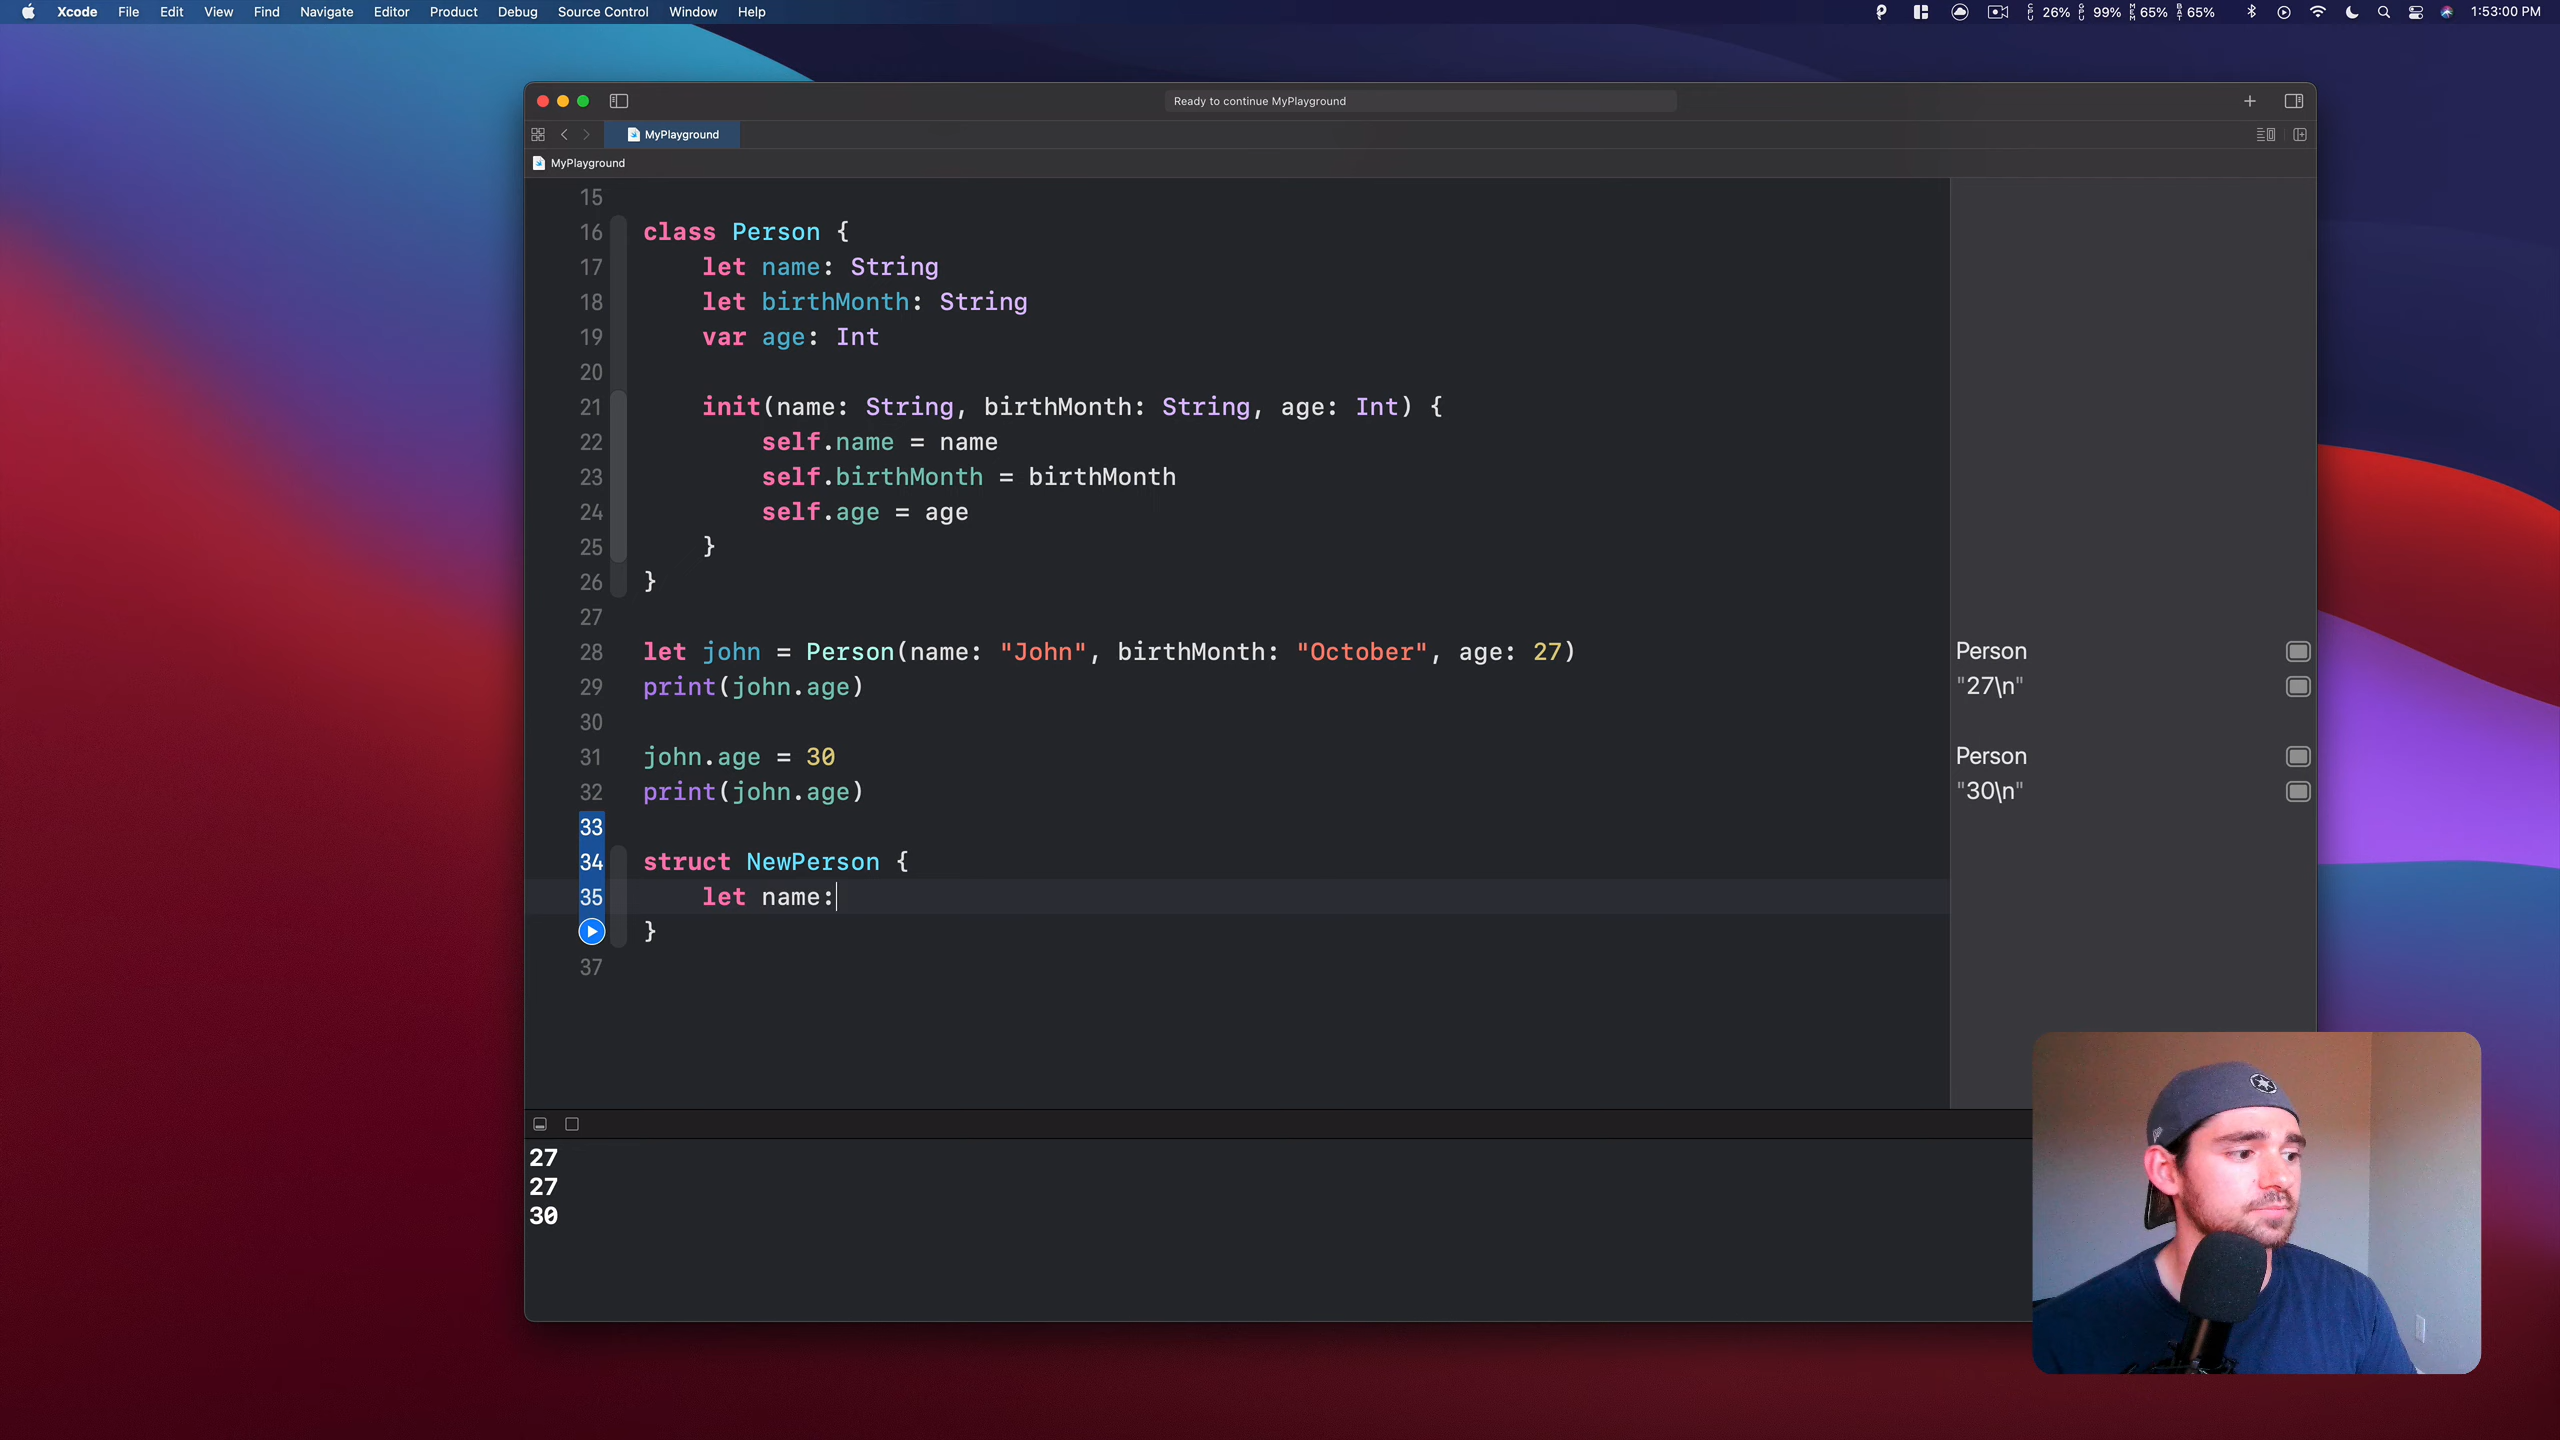 Xcode File Edit View Find Navigate Editor Product Debug Source Control Window Help 26% 99% 65% 65% 1:53:00 PM
Ready to continue MyPlayground
MyPlayground
MyPlayground
15
16 class Person {
17 let name: String
18 let birthMonth: String
19 var age: Int
20
21 init(name: String, birthMonth: String, age: Int) {
22 self.name = name
23 self.birthMonth = birthMonth
24 self.age = age
25 }
26 }
27
28 let john = Person(name: "John", birthMonth: "October", age: 27) Person
29 print(john.age) "27\n"
30
31 john.age = 30 Person
32 print(john.age) "30\n"
33
34 struct NewPerson {
35 let name:
}
37
27
27
30